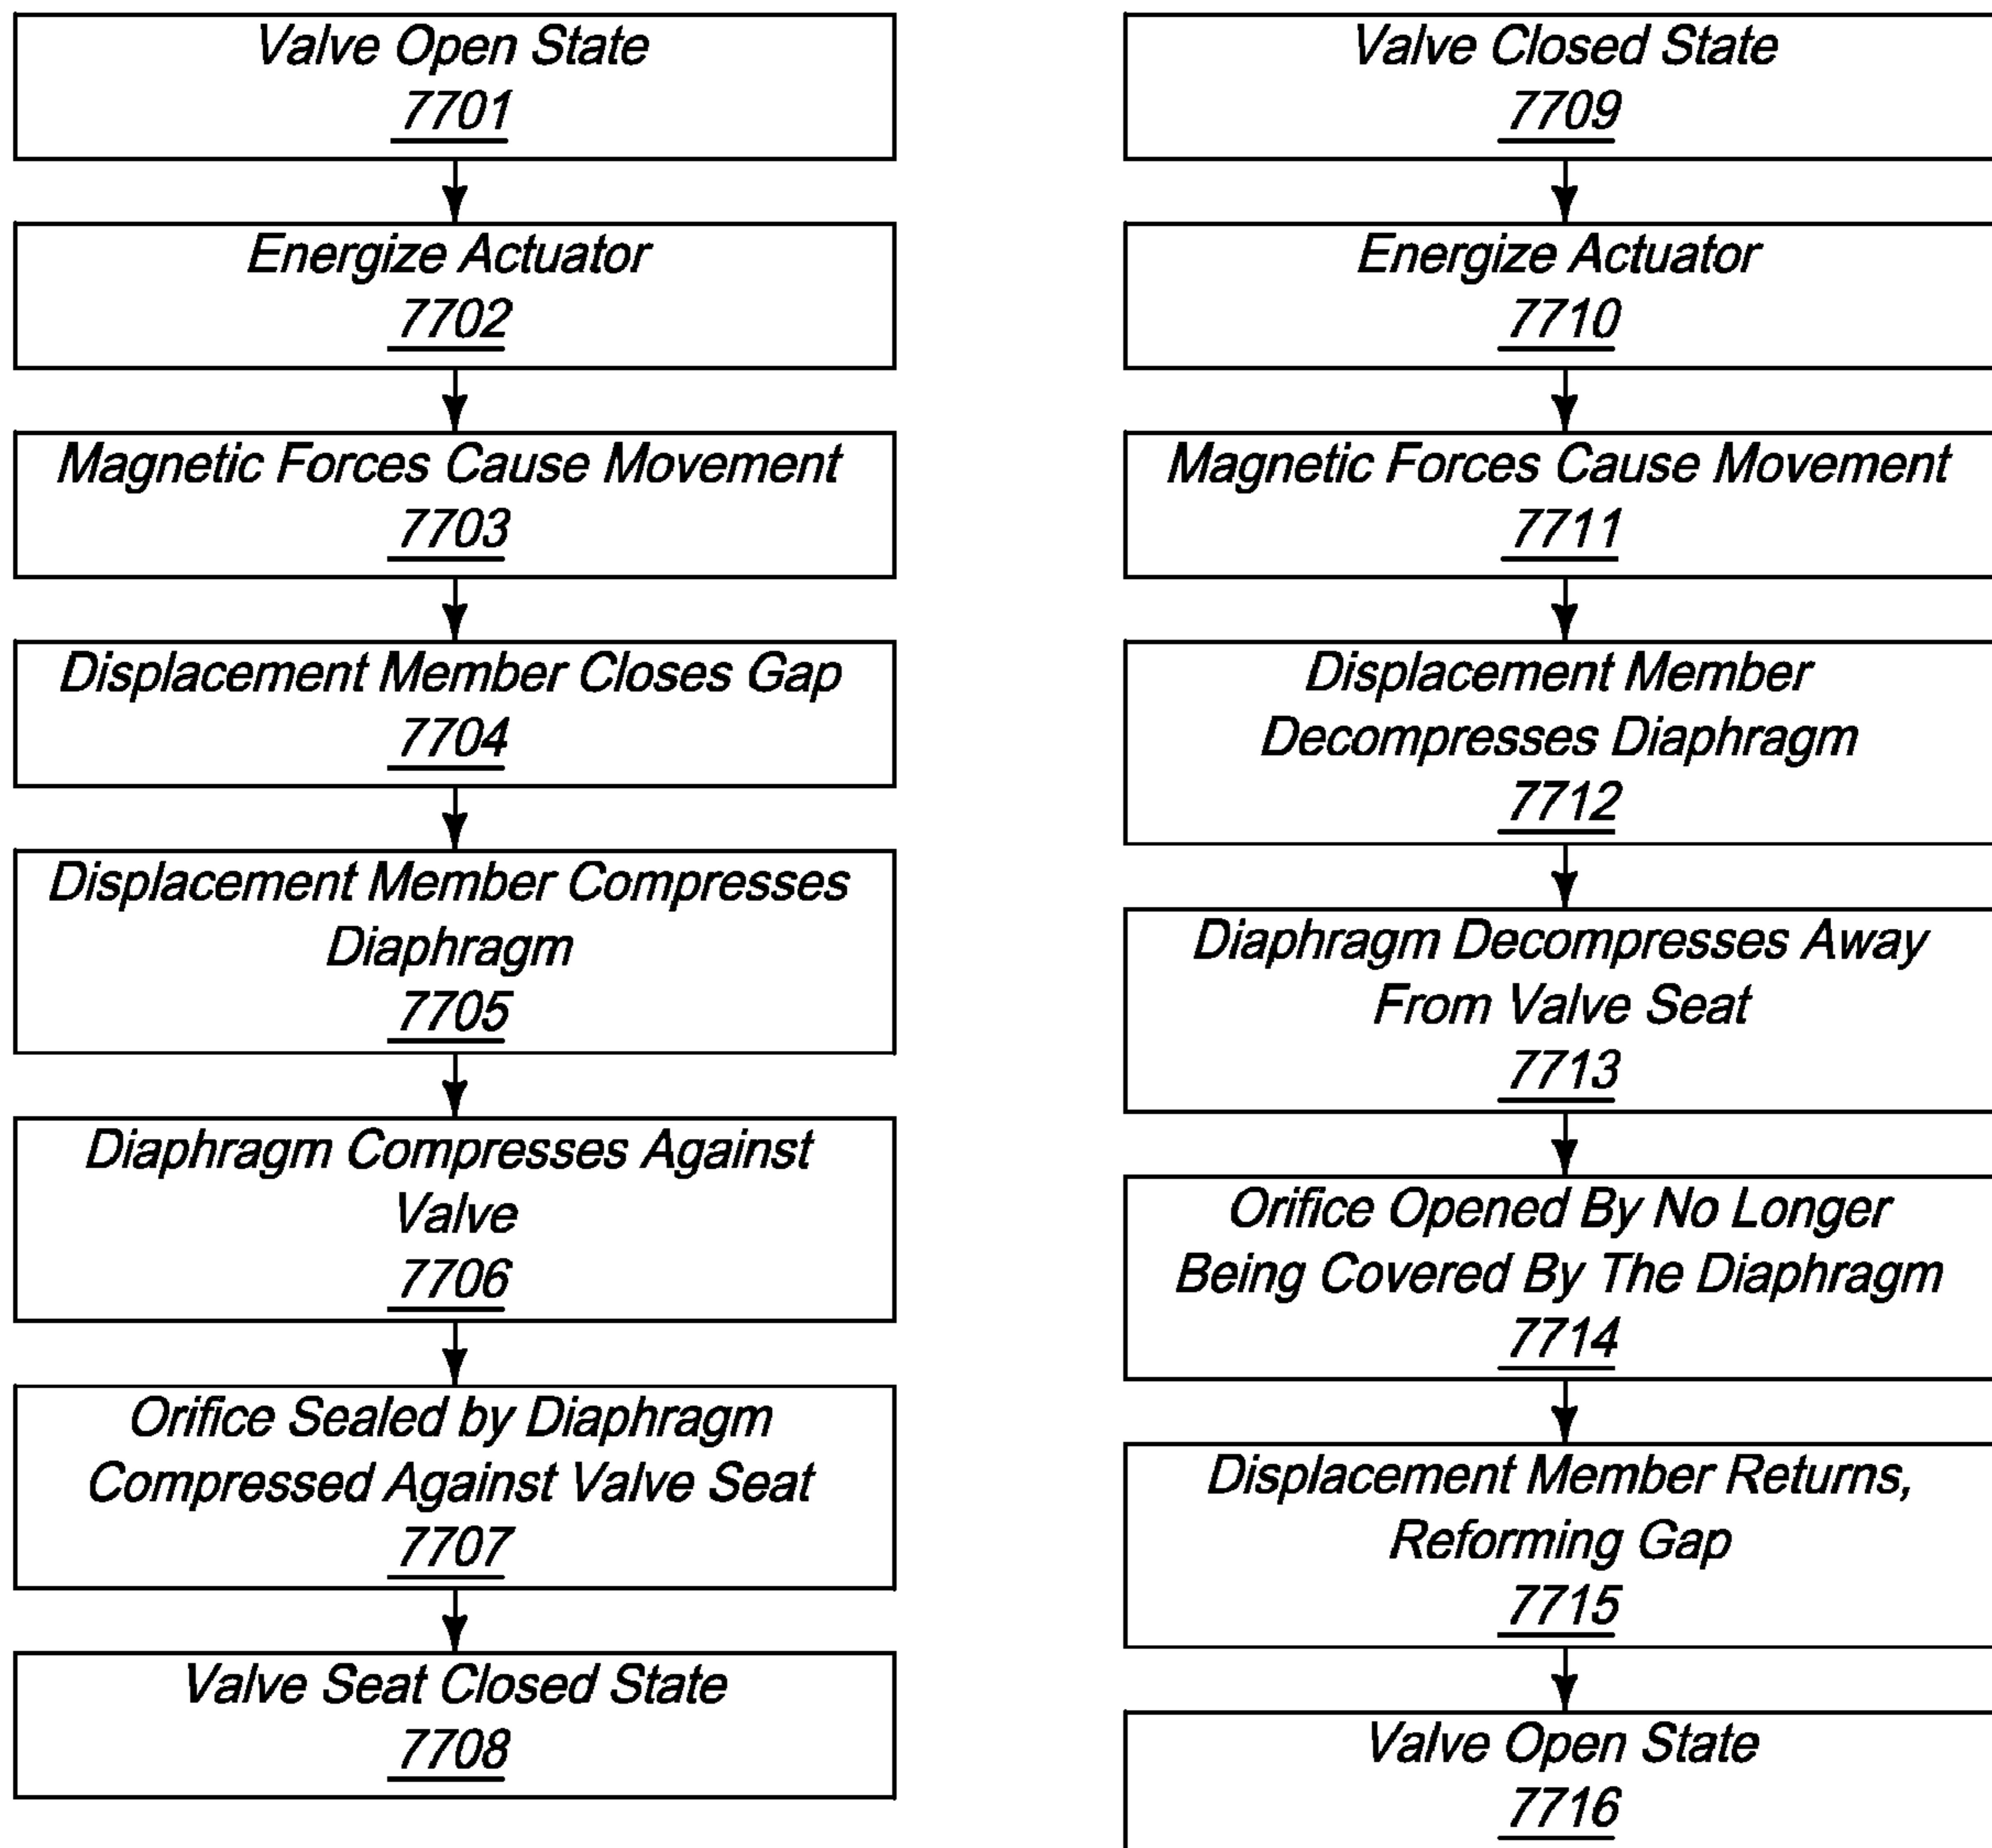 Valve Open State
7701
Energize Actuator
7702
Magnetic Forces Cause Movement
7703
Displacement Member Closes Gap
7704
Displacement Member Compresses
Diaphragm
7705
Diaphragm Compresses Against
Valve
7706
Orifice Sealed by Diaphragm
Compressed Against Valve Seat
7707
Valve Seat Closed State
7708
Valve Closed State
7709
Energize Actuator
7710
Magnetic Forces Cause Movement
7711
Displacement Member
Decompresses Diaphragm
7712
Diaphragm Decompresses Away
From Valve Seat
7713
Orifice Opened By No Longer
Being Covered By The Diaphragm
7714
Displacement Member Returns,
Reforming Gap
7715
Valve Open State
7716